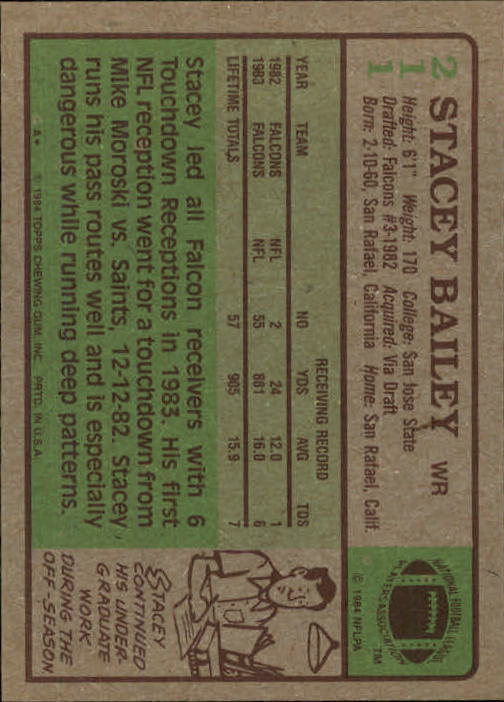 211
STACEY BAILEY WR
Height: 6'1" Weight: 170 College: San Jose State
Drafted: Falcons #3-1982 Acquired: Via Draft
Born: 2-10-60, San Rafael, California Home: San Rafael, Calif.
NATIONAL FOOTBALL LEAGUE
PLAYERS ASSOCIATION
TM
© 1984 NFLPA
RECEIVING RECORD
YEAR TEAM NO YDS AVG TDS
1982 FALCONS NFL 2 24 12.0 1
1983 FALCONS NFL 55 881 16.0 6
LIFETIME TOTALS 57 905 15.9 7
Stacey led all Falcon receivers with 6
Touchdown Receptions in 1983. His first
NFL reception went for a touchdown from
Mike Moroski vs. Saints, 12-12-82. Stacey
runs his pass routes well and is especially
dangerous while running deep patterns.
A* © 1984 TOPPS CHEWING GUM, INC. PRTD. IN U.S.A.
STACEY
CONTINUED
HIS UNDER-
GRADUATE
WORK
DURING THE
OFF-SEASON.